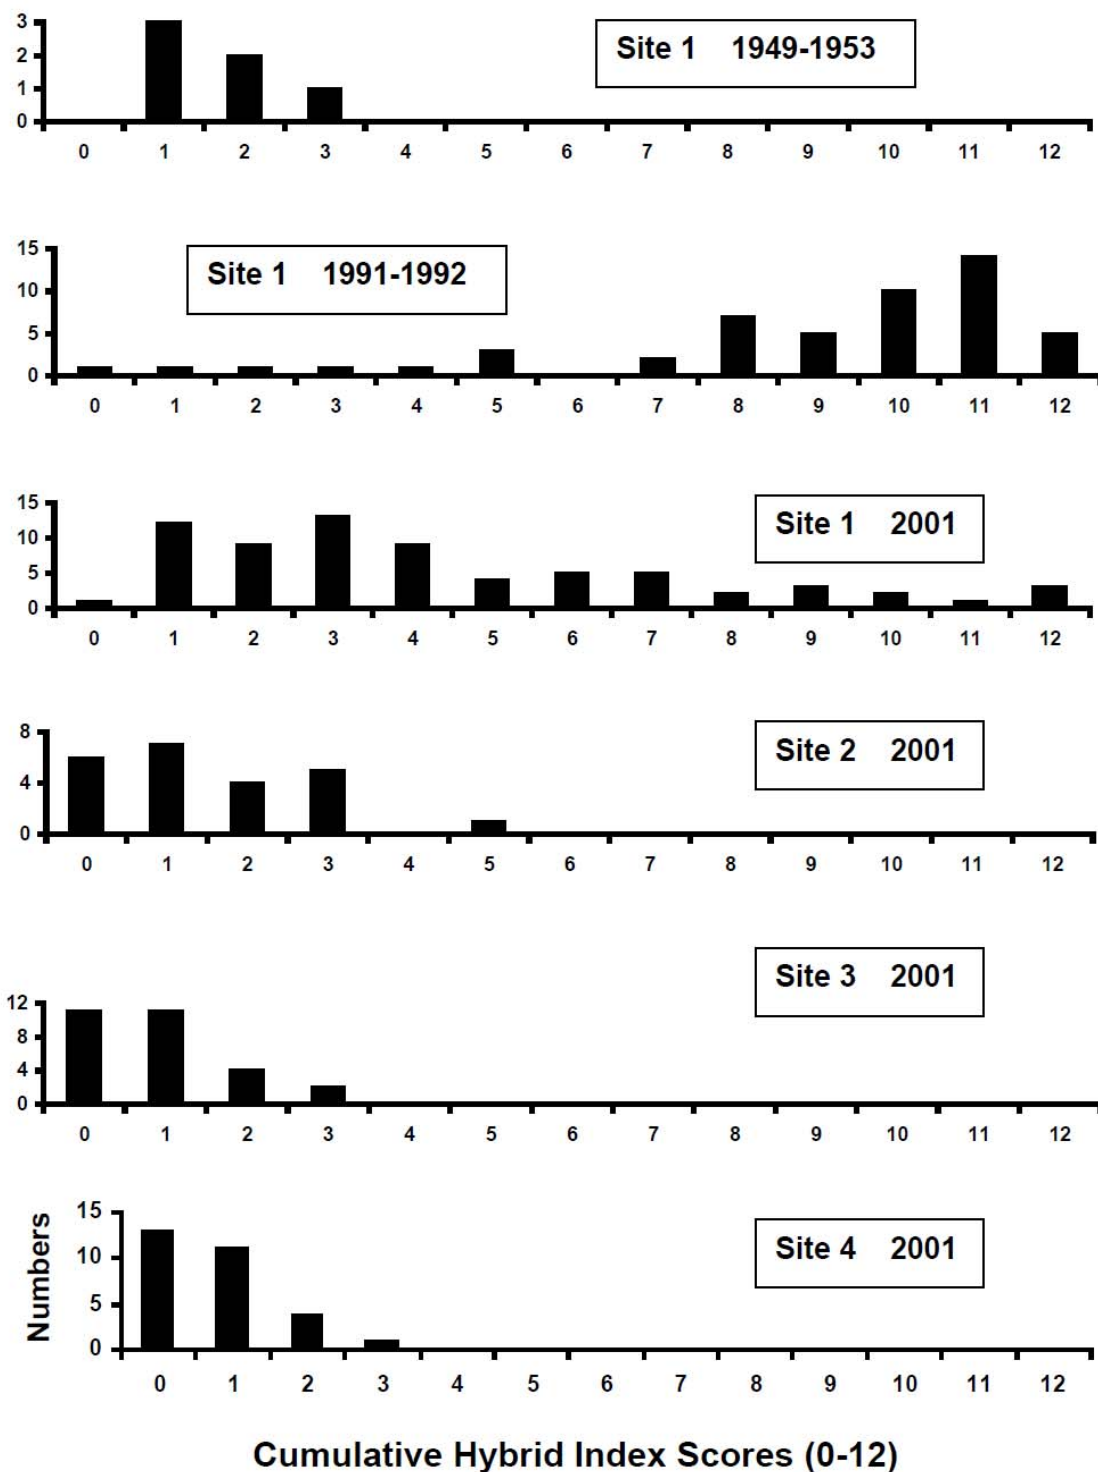 3
Site 1 1949-1953
2
1
0
0 1 2 3 4 5 6 7 8 9 10 11 12
15
Site 1 1991-1992
10
5
0
0 1 2 3 4 5 6 7 8 9 10 11 12
15
Site 1 2001
10
5
0
0 1 2 3 4 5 6 7 8 9 10 11 12
8
Site 2 2001
4
0
0 1 2 3 4 5 6 7 8 9 10 11 12
Site 3 2001
12
8
4
0
0 1 2 3 4 5 6 7 8 9 10 11 12
Numbers
15
Site 4 2001
10
5
0
0 1 2 3 4 5 6 7 8 9 10 11 12
Cumulative Hybrid Index Scores (0-12)